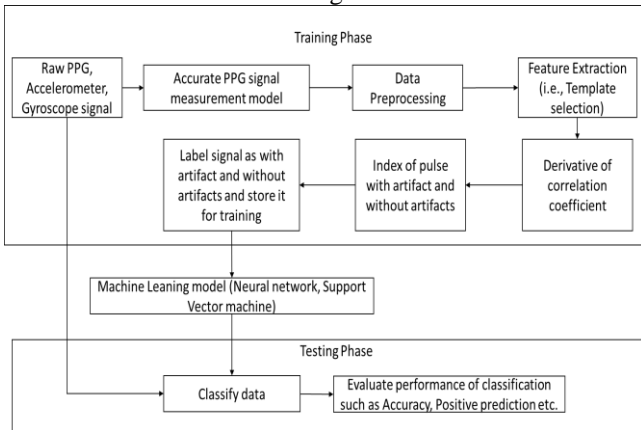 Training Phase
Raw PPG,
Accelerometer,
Gyroscope signal
Accurate PPG signal
measurement model
Data
Preprocessing
Feature Extraction
(i.e., Template
selection)
Label signal as with
artifact and without
artifacts and store it
for training
Index of pulse
with artifact and
without artifacts
Derivative of
correlation
coefficient
Machine Leaning model (Neural network, Support
Vector machine)
Testing Phase
Classify data
Evaluate performance of classification
such as Accuracy, Positive prediction etc.